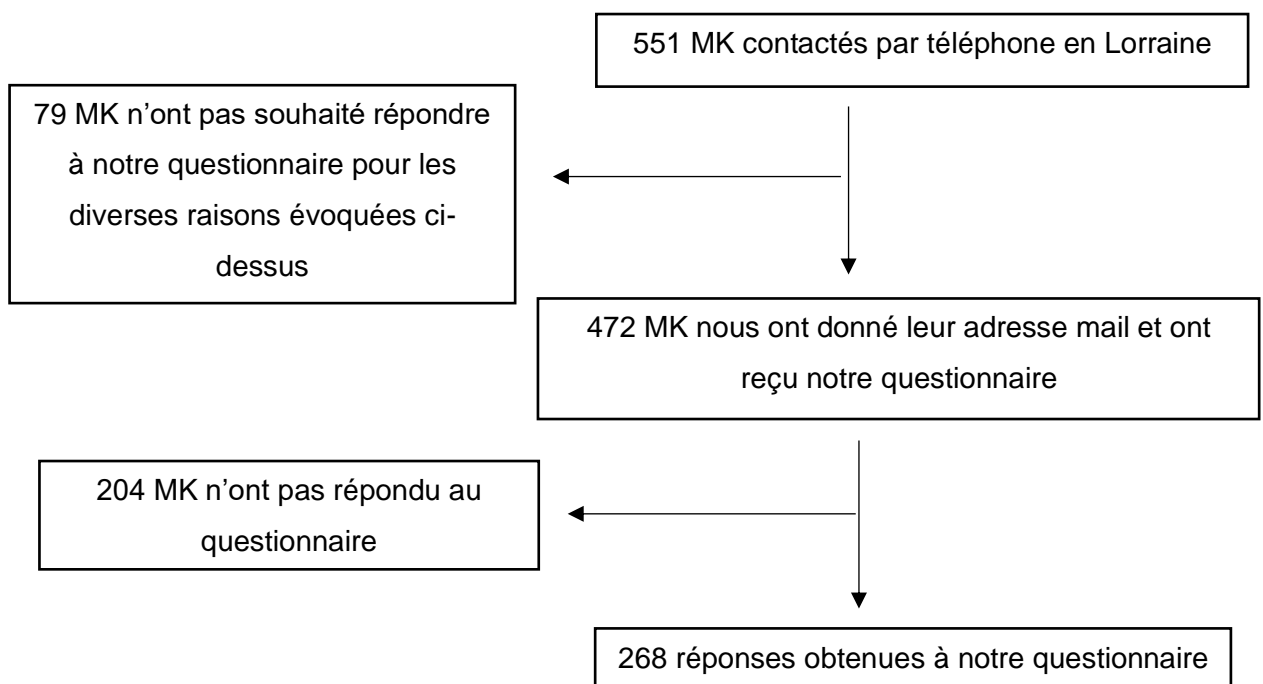 551 MK contactés par téléphone en Lorraine
79 MK n’ont pas souhaité répondre
à notre questionnaire pour les
diverses raisons évoquées ci-
dessus
472 MK nous ont donné leur adresse mail et ont
reçu notre questionnaire
204 MK n’ont pas répondu au
questionnaire
268 réponses obtenues à notre questionnaire